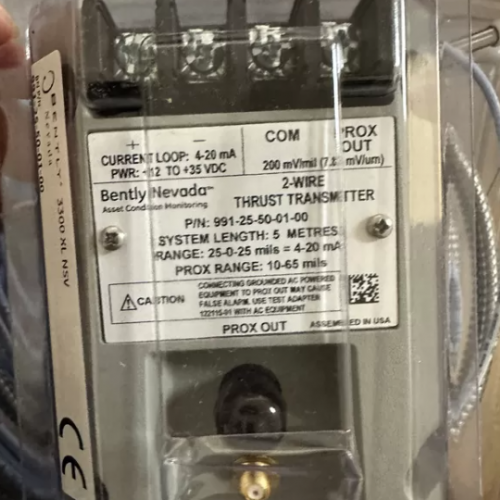 + −
CURRENT LOOP: 4-20 mA
PWR: +12 TO +35 VDC
COM
PROX OUT
200 mV/mil (7.87 mV/um)
Bently Nevada™
Asset Condition Monitoring
2-WIRE
THRUST TRANSMITTER
P/N: 991-25-50-01-00
SYSTEM LENGTH: 5 METRES
RANGE: 25-0-25 mils = 4-20 mA
PROX RANGE: 10-65 mils
CAUTION
CONNECTING GROUNDED AC POWERED
EQUIPMENT TO PROX OUT MAY CAUSE
FALSE ALARM. USE TEST ADAPTER
122115-01 WITH AC EQUIPMENT
PROX OUT
ASSEMBLED IN USA
BENTLY
Nevada
3300 XL NSV
CE